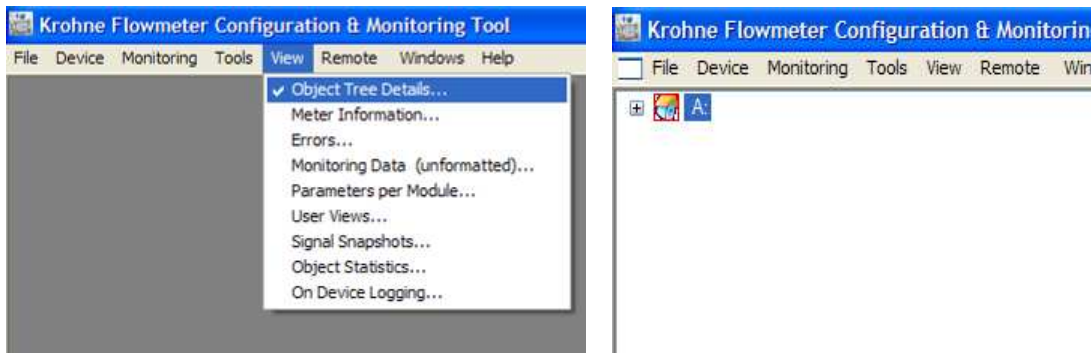 Krohne Flowmeter Configuration & Monitoring Tool
File Device Monitoring Tools View Remote Windows Help
Object Tree Details...
Meter Information...
Errors...
Monitoring Data (unformatted)...
Parameters per Module...
User Views...
Signal Snapshots...
Object Statistics...
On Device Logging...
Krohne Flowmeter Configuration & Monitorin
File Device Monitoring Tools View Remote Win
A: